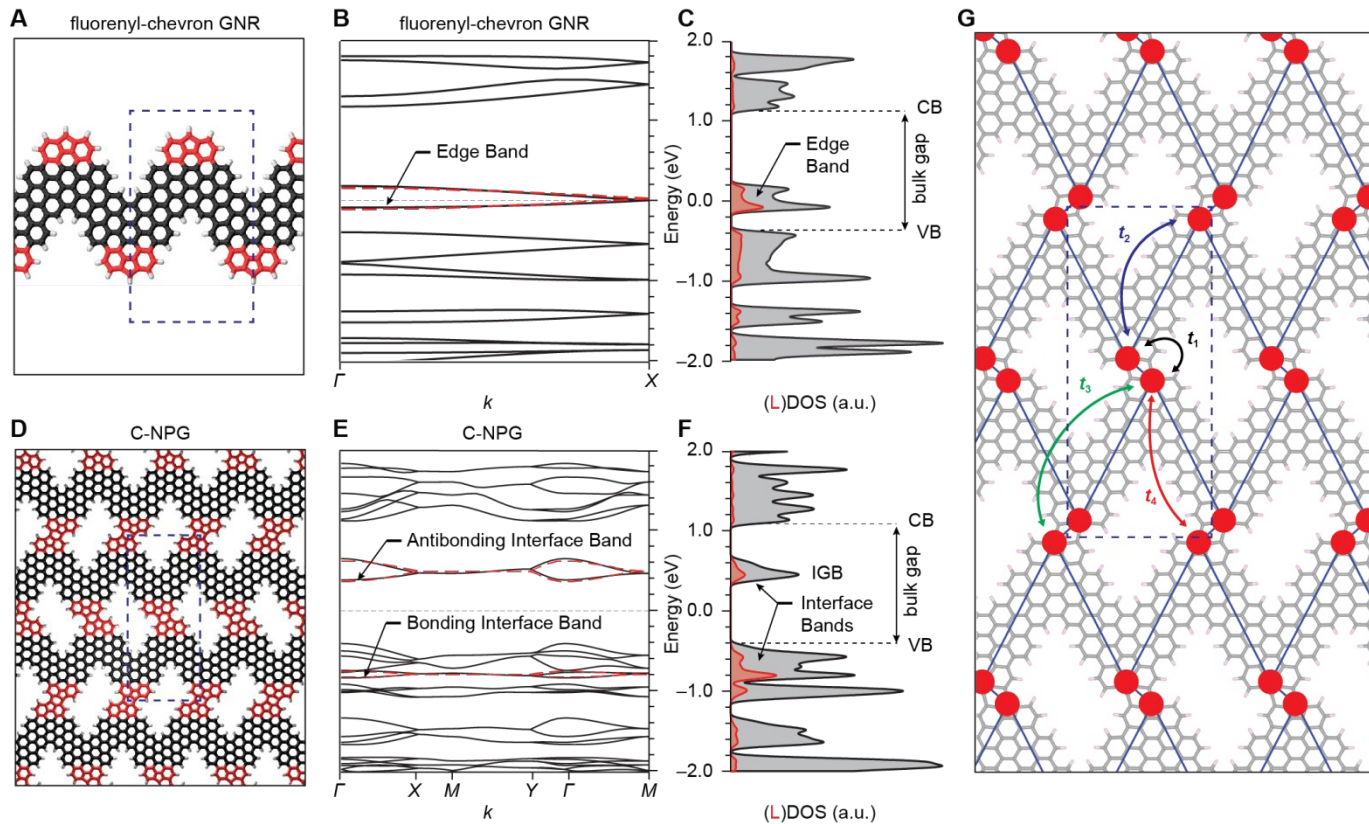 A
fluorenyl-chevron GNR
B
fluorenyl-chevron GNR
Edge Band
Γ
X
k
C
2.0
1.0
0.0
–1.0
–2.0
Energy (eV)
Edge
Band
CB
bulk gap
VB
(L)DOS (a.u.)
D
C-NPG
E
C-NPG
Antibonding Interface Band
Bonding Interface Band
Γ
X
M
Y
Γ
M
k
F
2.0
1.0
0.0
–1.0
–2.0
Energy (eV)
CB
IGB
Interface
Bands
bulk gap
VB
(L)DOS (a.u.)
G
t2
t1
t3
t4